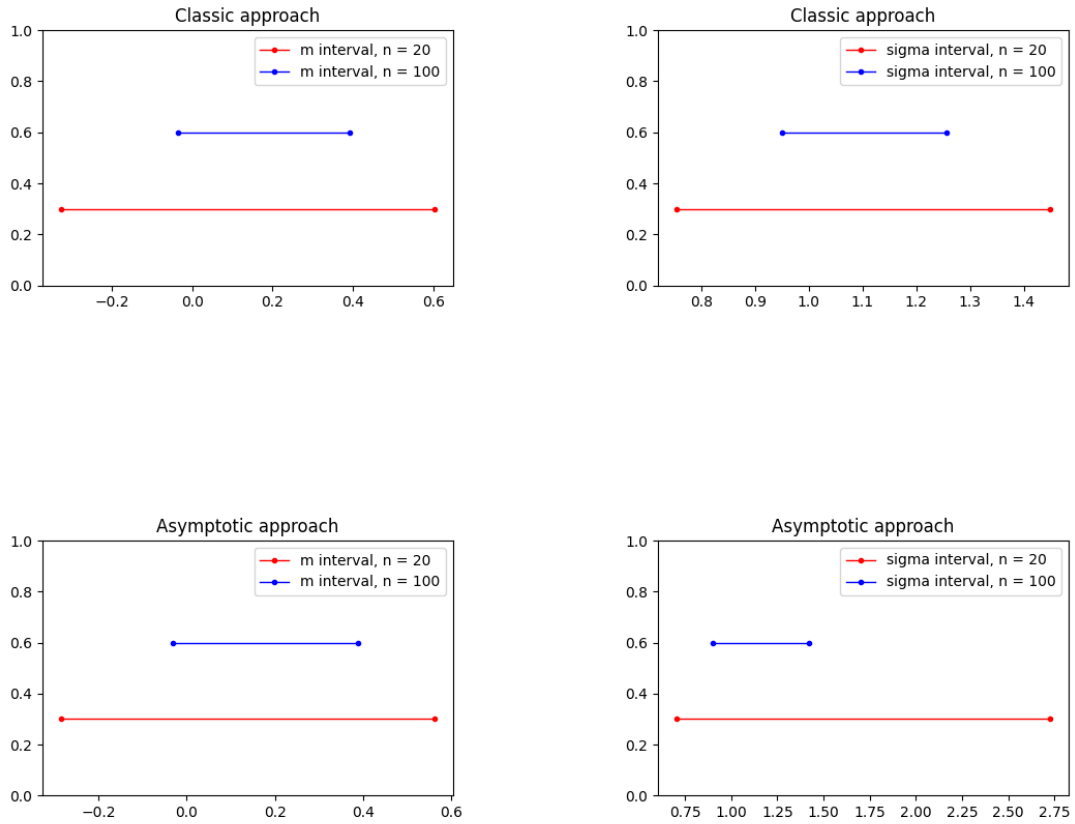 Classic approach
1.0
0.8
0.6
0.4
0.2
0.0
m interval, n = 20
m interval, n = 100
−0.2 0.0 0.2 0.4 0.6
Classic approach
1.0
0.8
0.6
0.4
0.2
0.0
sigma interval, n = 20
sigma interval, n = 100
0.8 0.9 1.0 1.1 1.2 1.3 1.4
Asymptotic approach
1.0
0.8
0.6
0.4
0.2
0.0
m interval, n = 20
m interval, n = 100
−0.2 0.0 0.2 0.4 0.6
Asymptotic approach
1.0
0.8
0.6
0.4
0.2
0.0
sigma interval, n = 20
sigma interval, n = 100
0.75 1.00 1.25 1.50 1.75 2.00 2.25 2.50 2.75